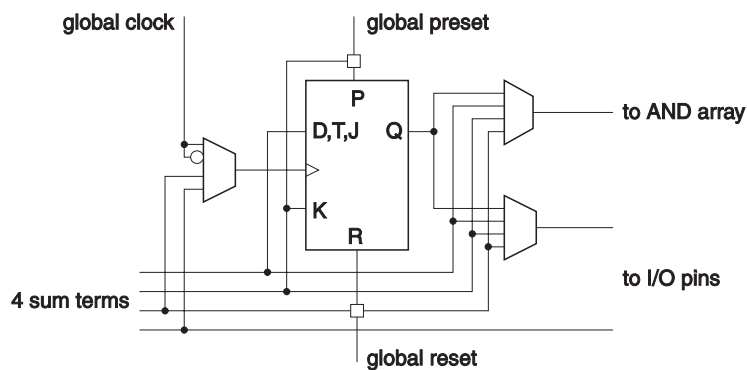 global clock
global preset
P
D,T,J
Q
to AND array
K
R
to I/O pins
4 sum terms
global reset